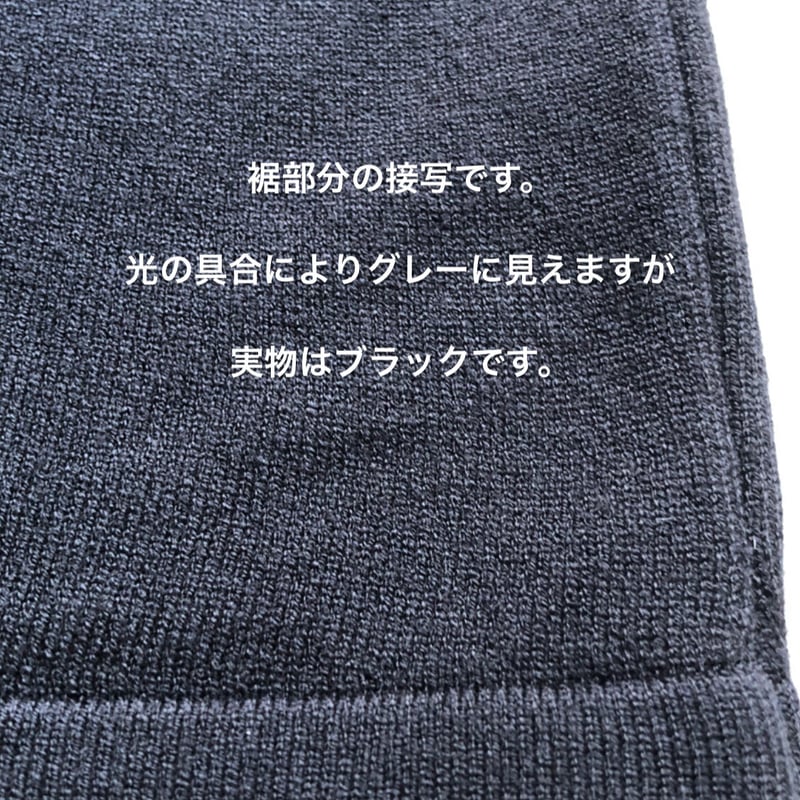 裾部分の接写です。
光の具合によりグレーに見えますが
実物はブラックです。